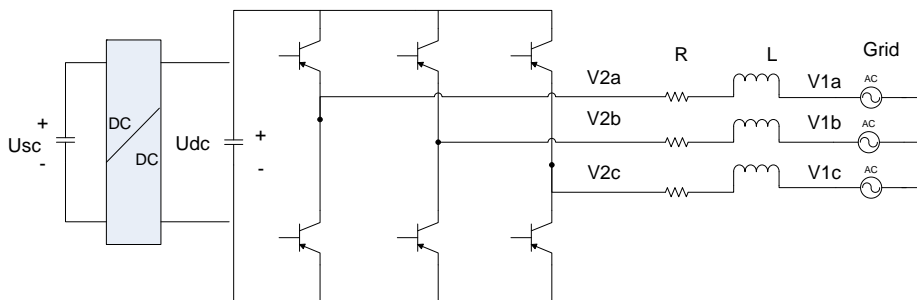 Usc
+
-
DC
DC
Udc
+
-
V2a
R
L
V1a
Grid
AC
V2b
V1b
AC
V2c
V1c
AC